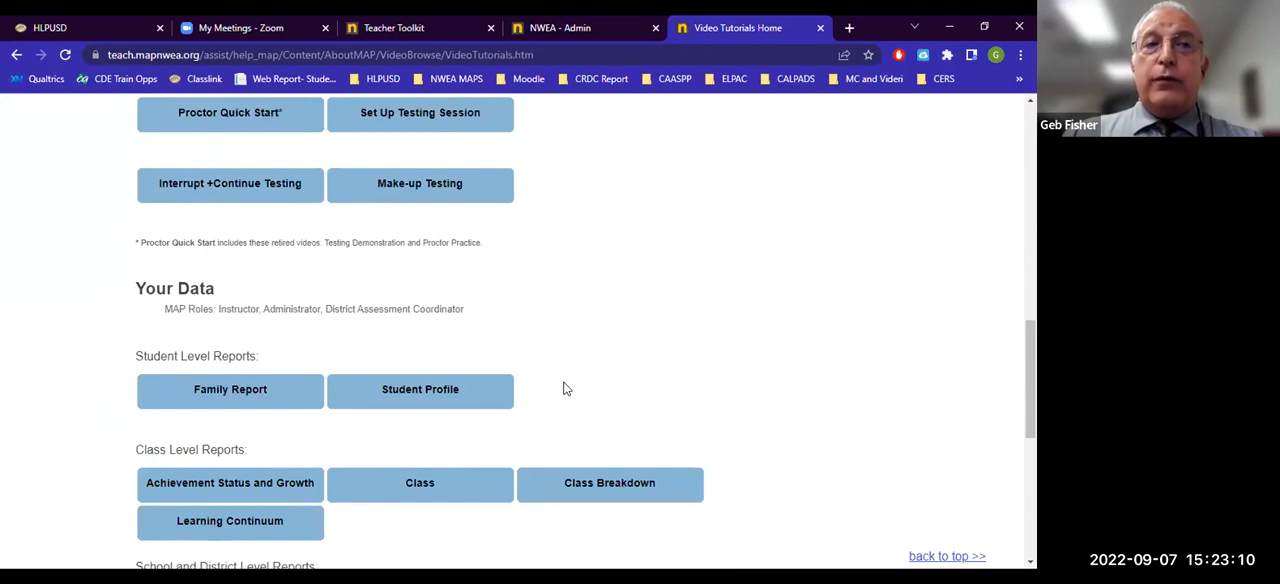 HLPUSD
My Meetings - Zoom
Teacher Toolkit
NWEA - Admin
Video Tutorials Home
teach.mapnwea.org/assist/help_map/Content/AboutMAP/VideoBrowse/VideoTutorials.htm
G
Qualtrics
CDE Train Opps
Classlink
Web Report- Stude...
HLPUSD
NWEA MAPS
Moodle
CRDC Report
CAASPP
ELPAC
CALPADS
MC and Videri
CERS
»
Geb Fisher
Proctor Quick Start*
Set Up Testing Session
Interrupt +Continue Testing
Make-up Testing
* Proctor Quick Start includes these retired videos: Testing Demonstration and Proctor Practice.
Your Data
MAP Roles: Instructor, Administrator, District Assessment Coordinator
Student Level Reports:
Family Report
Student Profile
Class Level Reports:
Achievement Status and Growth
Class
Class Breakdown
Learning Continuum
back to top >>
School and District Level Reports
2022-09-07 15:23:10